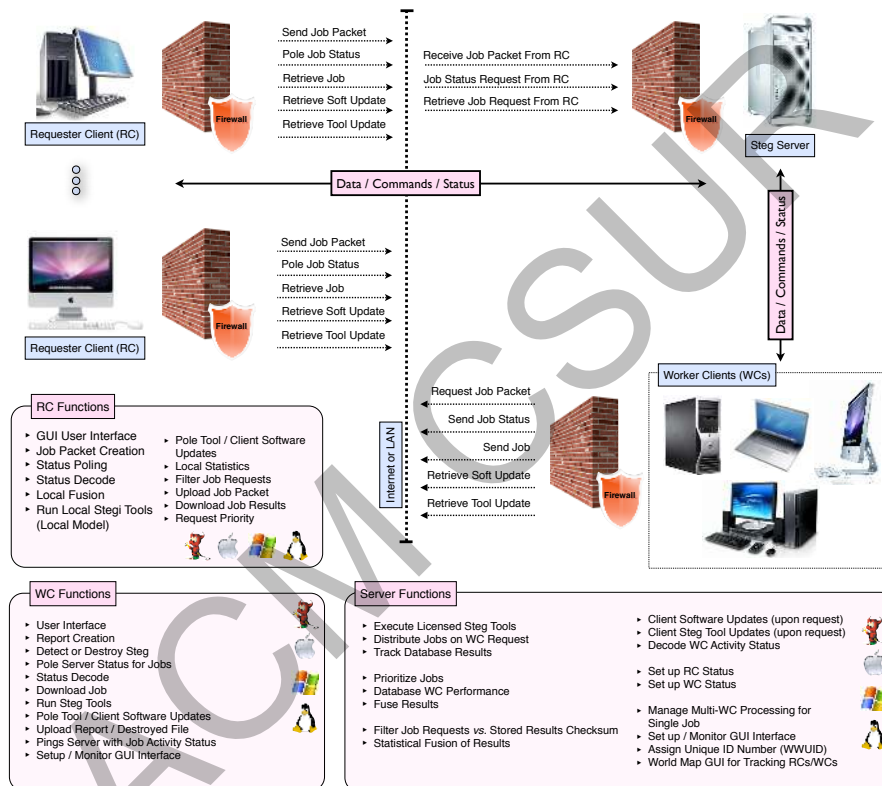 Send Job Packet
Pole Job Status
Retrieve Job
Retrieve Soft Update
Retrieve Tool Update
Firewall
Requester Client (RC)
Receive Job Packet From RC
Job Status Request From RC
Retrieve Job Request From RC
Firewall
Steg Server
Data / Commands / Status
Send Job Packet
Pole Job Status
Retrieve Job
Retrieve Soft Update
Retrieve Tool Update
Firewall
Requester Client (RC)
Data / Commands / Status
Worker Clients (WCs)
Request Job Packet
Send Job Status
Send Job
Retrieve Soft Update
Retrieve Tool Update
Firewall
Internet or LAN
RC Functions
GUI User Interface
Job Packet Creation
Status Poling
Status Decode
Local Fusion
Run Local Stegi Tools
(Local Model)
Pole Tool / Client Software
Updates
Local Statistics
Filter Job Requests
Upload Job Packet
Download Job Results
Request Priority
WC Functions
User Interface
Report Creation
Detect or Destroy Steg
Pole Server Status for Jobs
Status Decode
Download Job
Run Steg Tools
Pole Tool / Client Software Updates
Upload Report / Destroyed File
Pings Server with Job Activity Status
Setup / Monitor GUI Interface
Server Functions
Execute Licensed Steg Tools
Distribute Jobs on WC Request
Track Database Results
Prioritize Jobs
Database WC Performance
Fuse Results
Filter Job Requests vs. Stored Results Checksum
Statistical Fusion of Results
Client Software Updates (upon request)
Client Steg Tool Updates (upon request)
Decode WC Activity Status
Set up RC Status
Set up WC Status
Manage Multi-WC Processing for
Single Job
Set up / Monitor GUI Interface
Assign Unique ID Number (WWUID)
World Map GUI for Tracking RCs/WCs
ACM CSUR